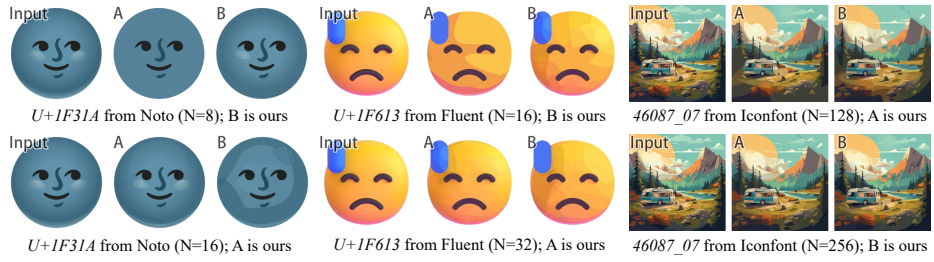 Input A B
Input A B
Input A B
U+1F31A from Noto (N=8); B is ours
U+1F613 from Fluent (N=16); B is ours
46087_07 from Iconfont (N=128); A is ours
Input A B
Input A B
Input A B
U+1F31A from Noto (N=16); A is ours
U+1F613 from Fluent (N=32); A is ours
46087_07 from Iconfont (N=256); B is ours